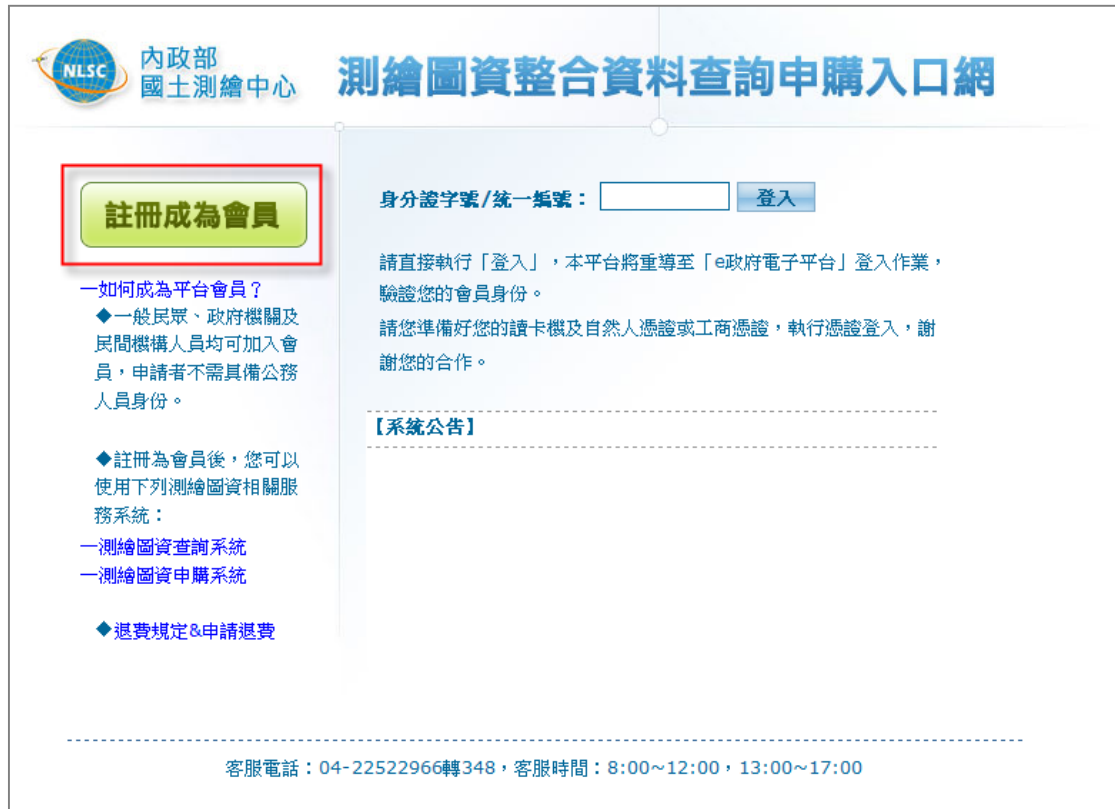 NLSC
內政部
國土測繪中心
測繪圖資整合資料查詢申購入口網
註冊成為會員
一如何成為平台會員？
◆一般民眾、政府機關及
民間機構人員均可加入會
員，申請者不需具備公務
人員身份。
◆註冊為會員後，您可以
使用下列測繪圖資相關服
務系統：
一測繪圖資查詢系統
一測繪圖資申購系統
◆退費規定&申請退費
身分證字號/統一編號：
登入
請直接執行「登入」，本平台將重導至「e政府電子平台」登入作業，
驗證您的會員身份。
請您準備好您的讀卡機及自然人憑證或工商憑證，執行憑證登入，謝
謝您的合作。
【系統公告】
客服電話：04-22522966轉348，客服時間：8:00~12:00，13:00~17:00